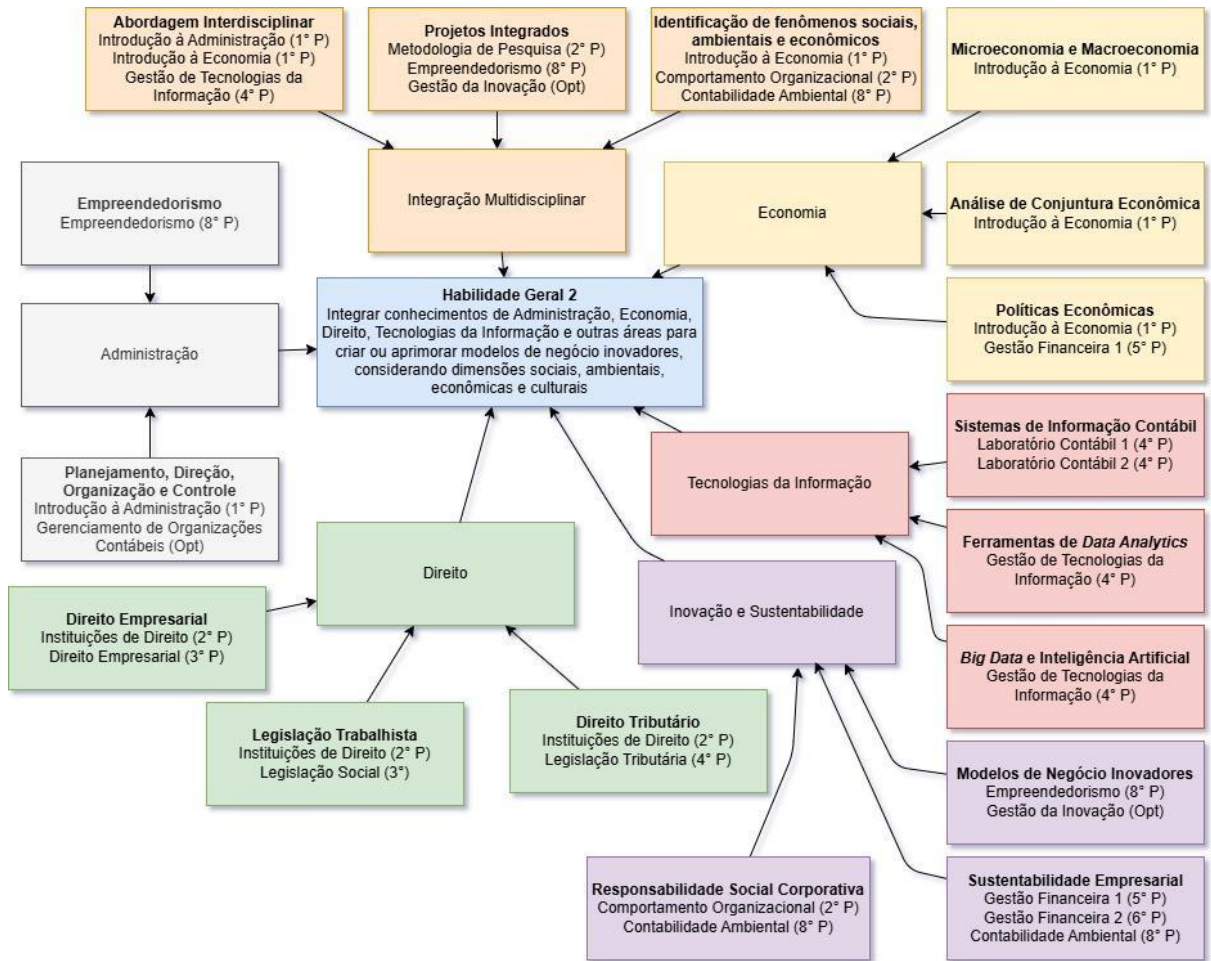 Abordagem Interdisciplinar
Introdução à Administração (1° P)
Introdução à Economia (1° P)
Gestão de Tecnologias da
Informação (4° P)
Projetos Integrados
Metodologia de Pesquisa (2° P)
Empreendedorismo (8° P)
Gestão da Inovação (Opt)
Identificação de fenômenos sociais,
ambientais e econômicos
Introdução à Economia (1° P)
Comportamento Organizacional (2° P)
Contabilidade Ambiental (8° P)
Microeconomia e Macroeconomia
Introdução à Economia (1° P)
Integração Multidisciplinar
Economia
Empreendedorismo
Empreendedorismo (8° P)
Análise de Conjuntura Econômica
Introdução à Economia (1° P)
Habilidade Geral 2
Integrar conhecimentos de Administração, Economia,
Direito, Tecnologias da Informação e outras áreas para
criar ou aprimorar modelos de negócio inovadores,
considerando dimensões sociais, ambientais,
econômicas e culturais
Políticas Econômicas
Introdução à Economia (1° P)
Gestão Financeira 1 (5° P)
Administração
Sistemas de Informação Contábil
Laboratório Contábil 1 (4° P)
Laboratório Contábil 2 (4° P)
Tecnologias da Informação
Planejamento, Direção,
Organização e Controle
Introdução à Administração (1° P)
Gerenciamento de Organizações
Contábeis (Opt)
Ferramentas de Data Analytics
Gestão de Tecnologias da
Informação (4° P)
Direito
Inovação e Sustentabilidade
Direito Empresarial
Instituições de Direito (2° P)
Direito Empresarial (3° P)
Big Data e Inteligência Artificial
Gestão de Tecnologias da
Informação (4° P)
Legislação Trabalhista
Instituições de Direito (2° P)
Legislação Social (3°)
Direito Tributário
Instituições de Direito (2° P)
Legislação Tributária (4° P)
Modelos de Negócio Inovadores
Empreendedorismo (8° P)
Gestão da Inovação (Opt)
Responsabilidade Social Corporativa
Comportamento Organizacional (2° P)
Contabilidade Ambiental (8° P)
Sustentabilidade Empresarial
Gestão Financeira 1 (5° P)
Gestão Financeira 2 (6° P)
Contabilidade Ambiental (8° P)